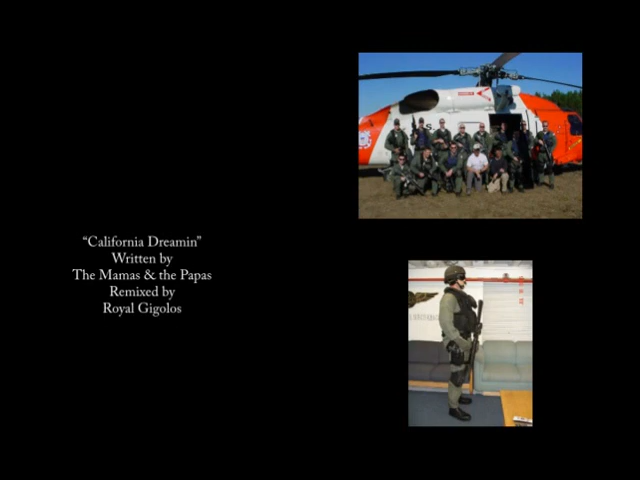 “California Dreamin”
Written by
The Mamas & the Papas
Remixed by
Royal Gigolos